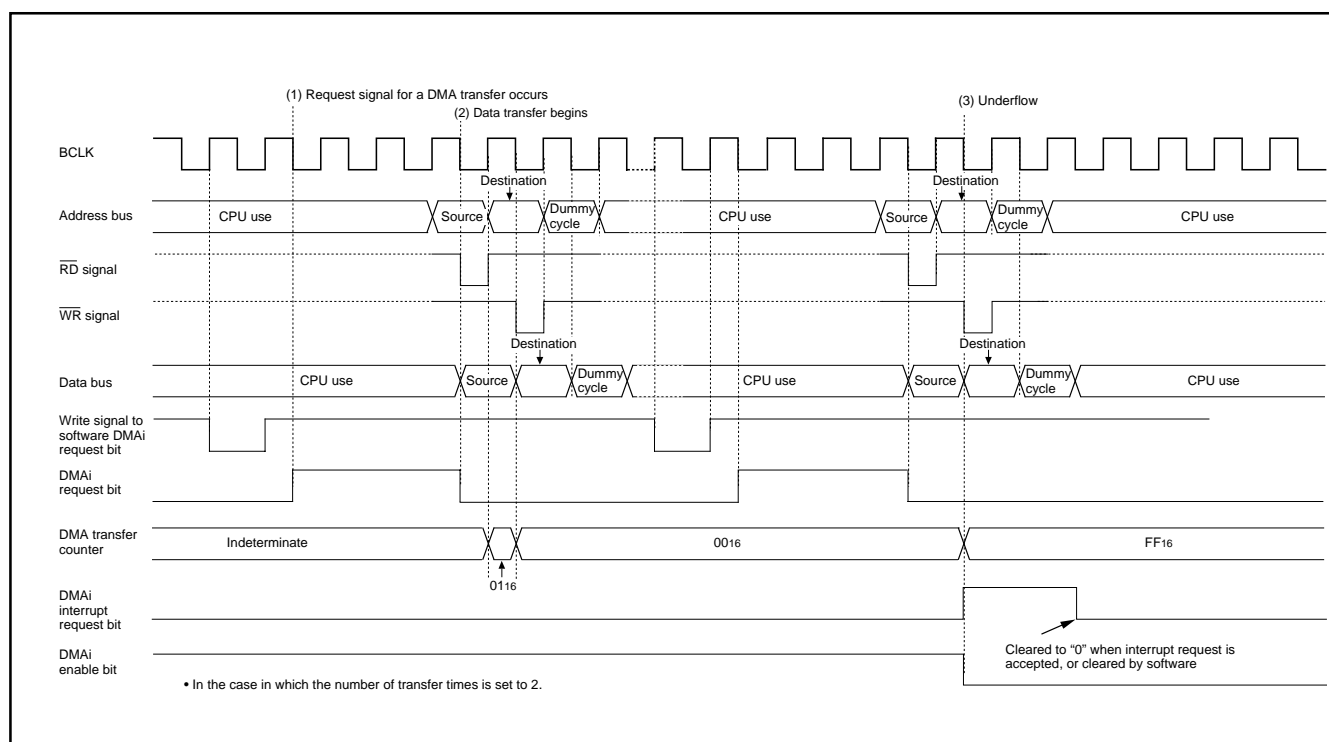 (1) Request signal for a DMA transfer occurs
(2) Data transfer begins
(3) Underflow
BCLK
Destination
Destination
Address bus
CPU use
Source
Dummy
cycle
CPU use
Source
Dummy
cycle
CPU use
RD signal
WR signal
Destination
Destination
Data bus
CPU use
Source
Dummy
cycle
CPU use
Source
Dummy
cycle
CPU use
Write signal to
software DMAi
request bit
DMAi
request bit
DMA transfer
counter
Indeterminate
0016
FF16
0116
DMAi
interrupt
request bit
Cleared to “0” when interrupt request is
accepted, or cleared by software
DMAi
enable bit
• In the case in which the number of transfer times is set to 2.